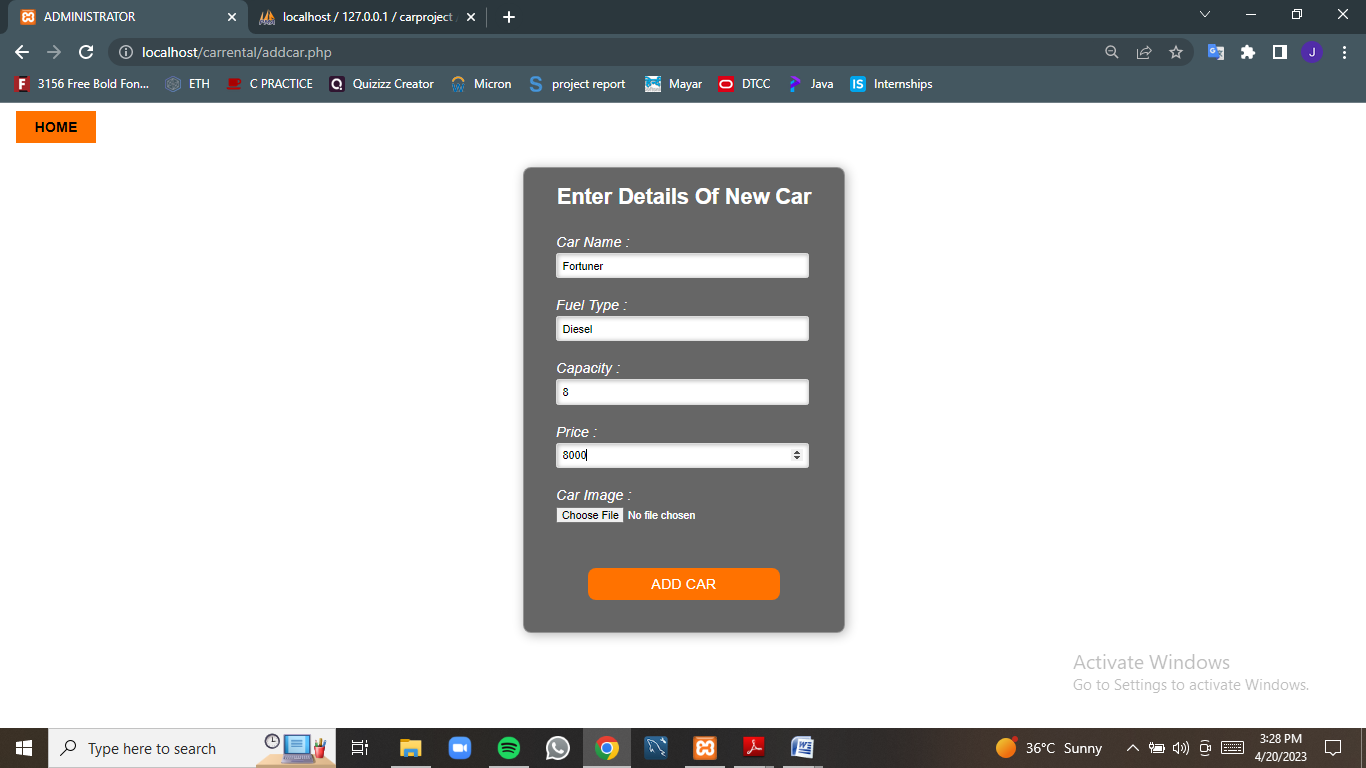 ADMINISTRATOR
localhost / 127.0.0.1 / carproject
localhost/carrental/addcar.php
J
3156 Free Bold Fon...
ETH
C PRACTICE
Quizizz Creator
Micron
project report
Mayar
DTCC
Java
Internships
HOME
Enter Details Of New Car
Car Name :
Fortuner
Fuel Type :
Diesel
Capacity :
8
Price :
8000
Car Image :
Choose File No file chosen
ADD CAR
Activate Windows
Go to Settings to activate Windows.
Type here to search
36°C Sunny
3:28 PM
4/20/2023